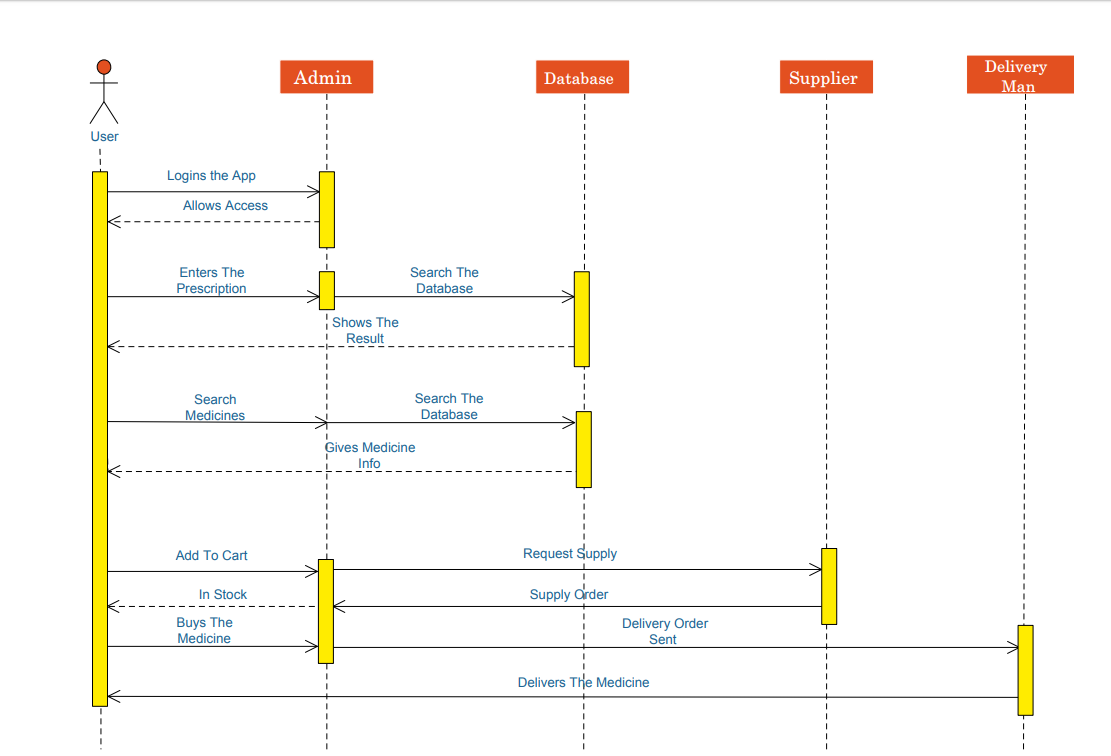 Admin
Database
Supplier
Delivery
Man
User
Logins the App
Allows Access
Enters The
Prescription
Search The
Database
Shows The
Result
Search
Medicines
Search The
Database
Gives Medicine
Info
Add To Cart
Request Supply
In Stock
Supply Order
Buys The
Medicine
Delivery Order
Sent
Delivers The Medicine